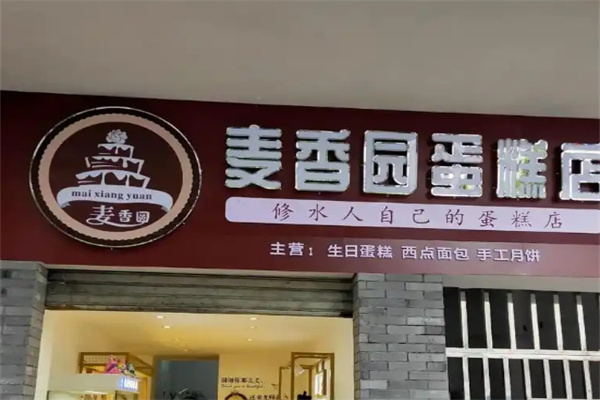 麦香园蛋糕店
mai xiang yuan
麦香園
修水人自己的蛋糕店
主营：生日蛋糕 西点面包 手工月饼